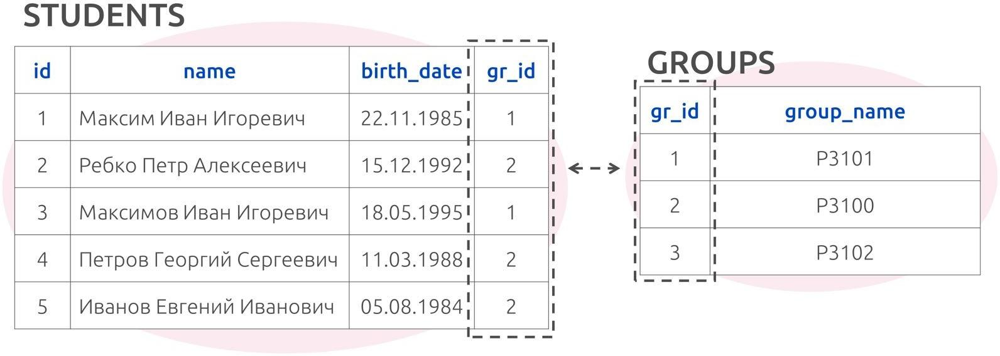 STUDENTS
id name birth_date gr_id
1 Максим Иван Игоревич 22.11.1985 1
2 Ребко Петр Алексеевич 15.12.1992 2
3 Максимов Иван Игоревич 18.05.1995 1
4 Петров Георгий Сергеевич 11.03.1988 2
5 Иванов Евгений Иванович 05.08.1984 2
GROUPS
gr_id group_name
1 P3101
2 P3100
3 P3102